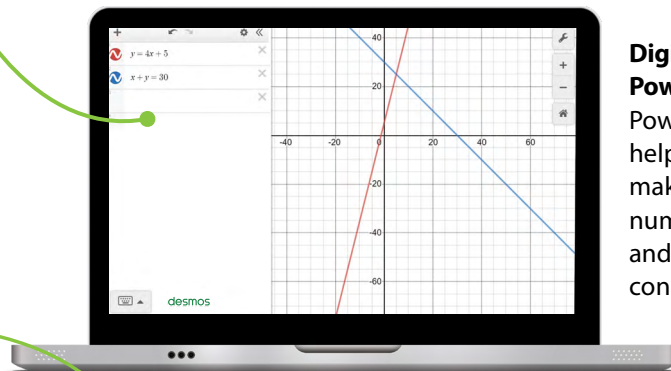 y = 4x + 5
x + y = 30
desmos
40
20
-40
-20
0
20
40
60
-20
-40
-60
Dig
Pow
Pow
help
mak
num
and
con